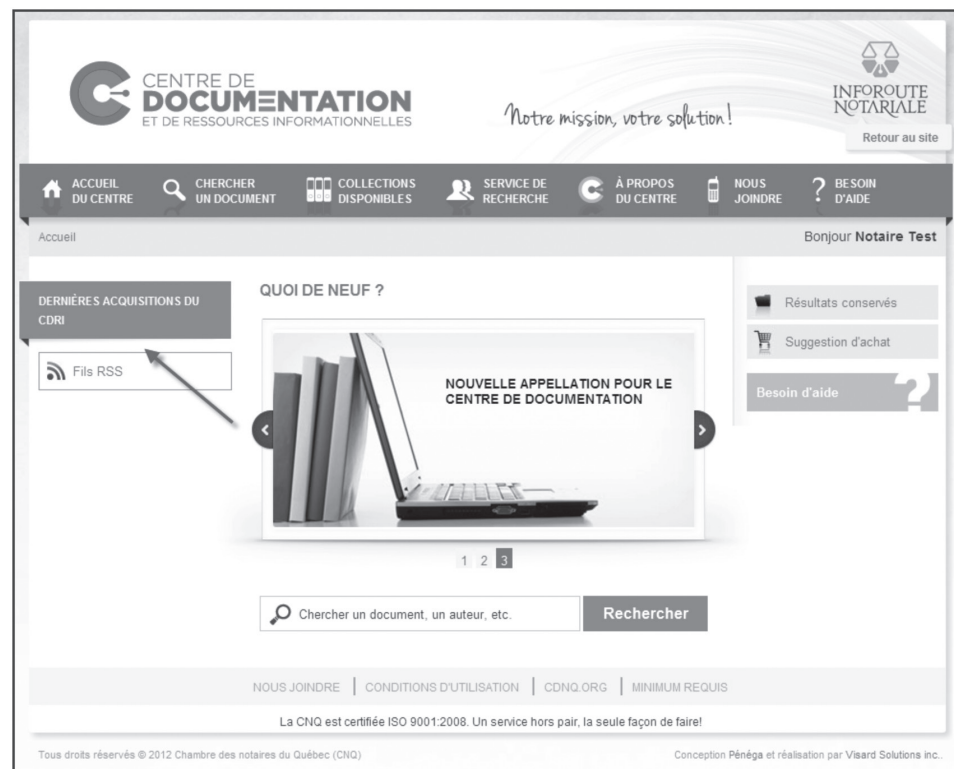 CENTRE DE
DOCUMENTATION
ET DE RESSOURCES INFORMATIONNELLES
Notre mission, votre solution!
INFOROUTE
NOTARIALE
Retour au site
ACCUEIL
DU CENTRE
CHERCHER
UN DOCUMENT
COLLECTIONS
DISPONIBLES
SERVICE DE
RECHERCHE
À PROPOS
DU CENTRE
NOUS
JOINDRE
? BESOIN
D'AIDE
Accueil
Bonjour Notaire Test
DERNIÈRES ACQUISITIONS DU
CDRI
Fils RSS
QUOI DE NEUF ?
NOUVELLE APPELLATION POUR LE
CENTRE DE DOCUMENTATION
1 2 3
Résultats conservés
Suggestion d'achat
Besoin d'aide ?
Chercher un document, un auteur, etc.
Rechercher
NOUS JOINDRE | CONDITIONS D'UTILISATION | CDNQ.ORG | MINIMUM REQUIS
La CNQ est certifiée ISO 9001:2008. Un service hors pair, la seule façon de faire!
Tous droits réservés © 2012 Chambre des notaires du Québec (CNQ)
Conception Pénéga et réalisation par Visard Solutions inc..